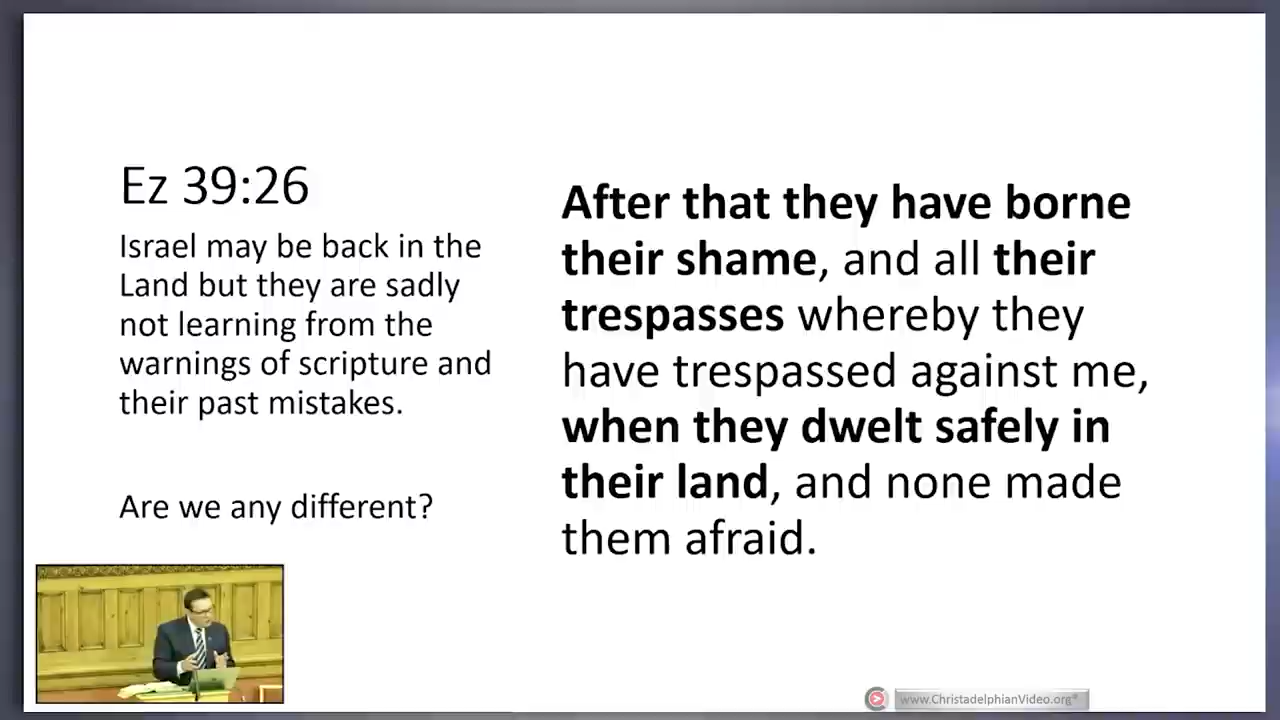 Ez 39:26
Israel may be back in the
Land but they are sadly
not learning from the
warnings of scripture and
their past mistakes.
Are we any different?
After that they have borne
their shame, and all their
trespasses whereby they
have trespassed against me,
when they dwelt safely in
their land, and none made
them afraid.
www.ChristadelphianVideo.org®